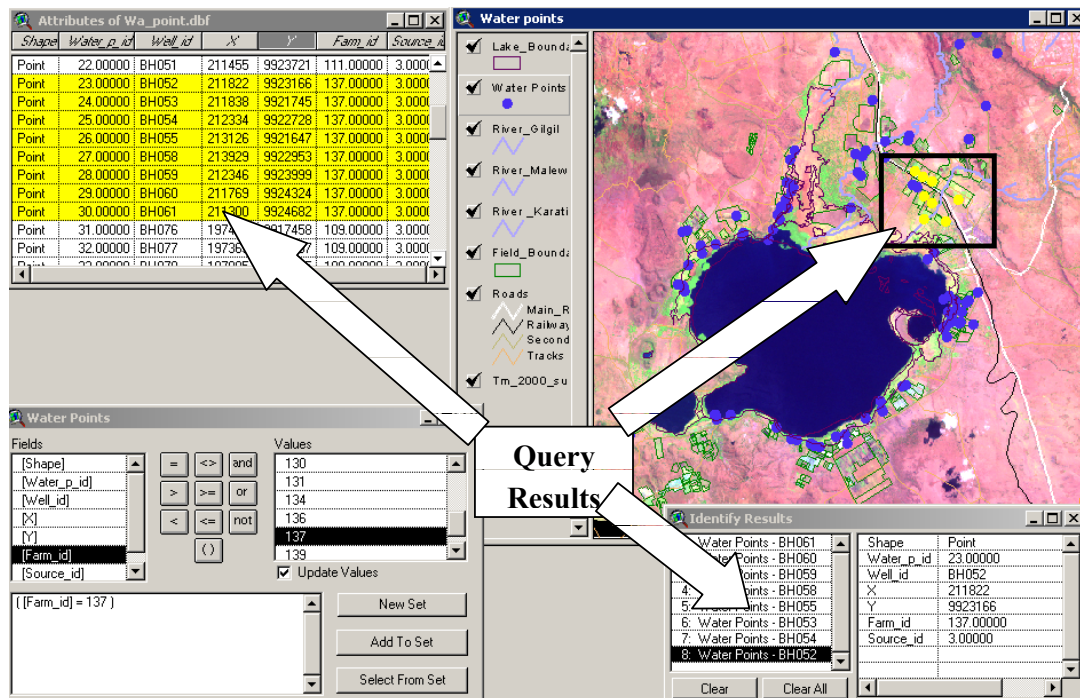 Attributes of Wa_point.dbf
Shape Water_p_id Well_id X Y Farm_id Source_i
Point 22.00000 BH051 211455 9923721 111.00000 3.0000
Point 23.00000 BH052 211822 9923166 137.00000 3.0000
Point 24.00000 BH053 211838 9921745 137.00000 3.0000
Point 25.00000 BH054 212334 9922728 137.00000 3.0000
Point 26.00000 BH055 213126 9921647 137.00000 3.0000
Point 27.00000 BH058 213929 9922953 137.00000 3.0000
Point 28.00000 BH059 212346 9923999 137.00000 3.0000
Point 29.00000 BH060 211769 9924324 137.00000 3.0000
Point 30.00000 BH061 9924682 137.00000 3.0000
Point 31.00000 BH076 109.00000 3.0000
Point 32.00000 BH077 109.00000 3.0000
Water points
Lake_Bounda
Water Points
River_Gilgil
River_Malew
River_Karati
Field_Bounda
Roads
Main_R
Railway
Second
Tracks
Tm_2000_su
Water Points
Fields
[Shape]
[Water_p_id]
[Well_id]
[X]
[Y]
[Farm_id]
[Source_id]
= <> and
> >= or
< <= not
()
Values
130
131
134
136
137
139
Update Values
( [Farm_id] = 137 )
New Set
Add To Set
Select From Set
Query
Results
Identify Results
Water Points - BH061
Water Points - BH060
Points - BH059
4: Points - BH058
5: Water Points - BH055
6: Water Points - BH053
7: Water Points - BH054
8: Water Points - BH052
Shape Point
Water_p_id 23.00000
Well_id BH052
X 211822
Y 9923166
Farm_id 137.00000
Source_id 3.00000
Clear
Clear All